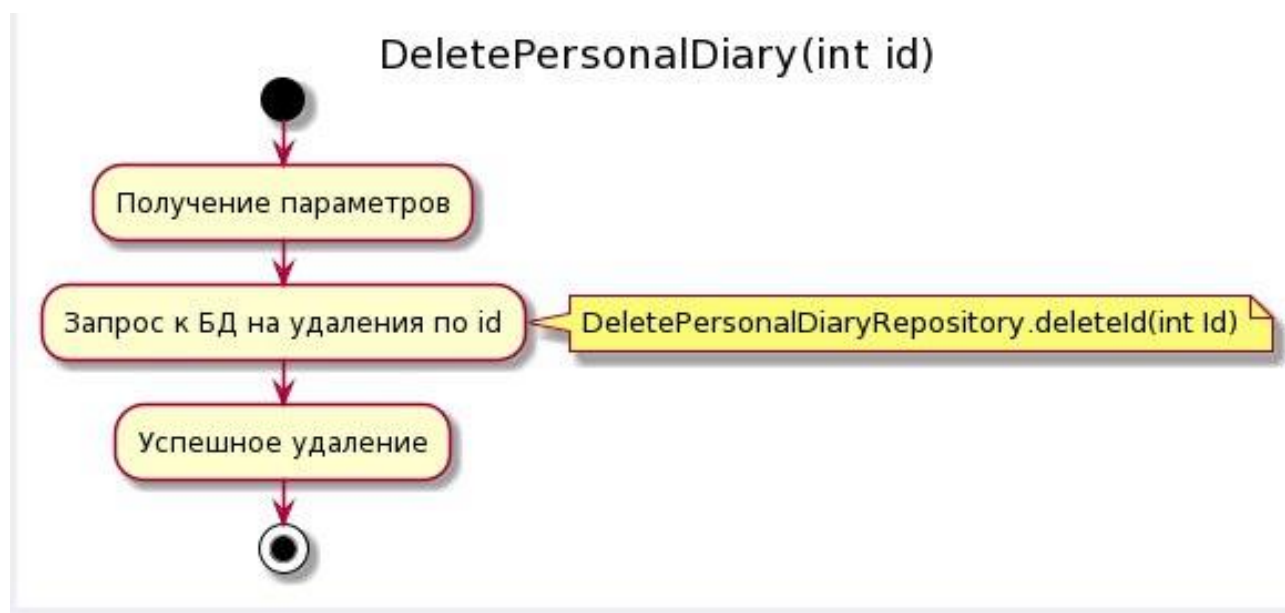 DeletePersonalDiary(int id)
Получение параметров
Запрос к БД на удаления по id
DeletePersonalDiaryRepository.deleteId(int Id)
Успешное удаление